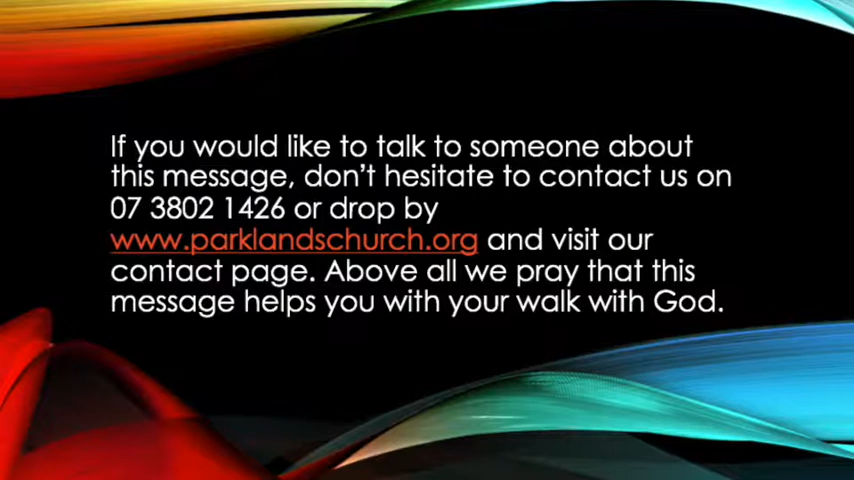 If you would like to talk to someone about
this message, don't hesitate to contact us on
07 3802 1426 or drop by
www.parklandschurch.org and visit our
contact page. Above all we pray that this
message helps you with your walk with God.